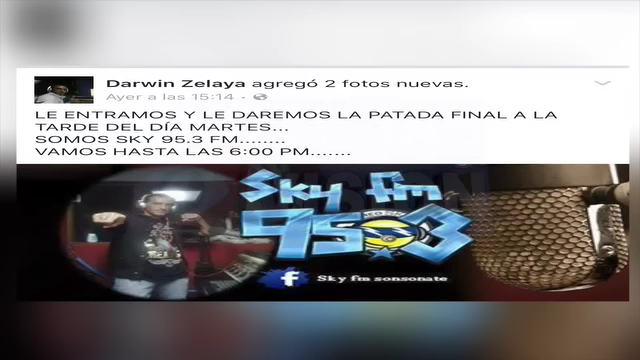 Darwin Zelaya agregó 2 fotos nuevas.
Ayer a las 15:14 ·
LE ENTRAMOS Y LE DAREMOS LA PATADA FINAL A LA
TARDE DEL DÍA MARTES...
SOMOS SKY 95.3 FM........
VAMOS HASTA LAS 6:00 PM.......
Sky fm
95.3
f Sky fm sonsonate